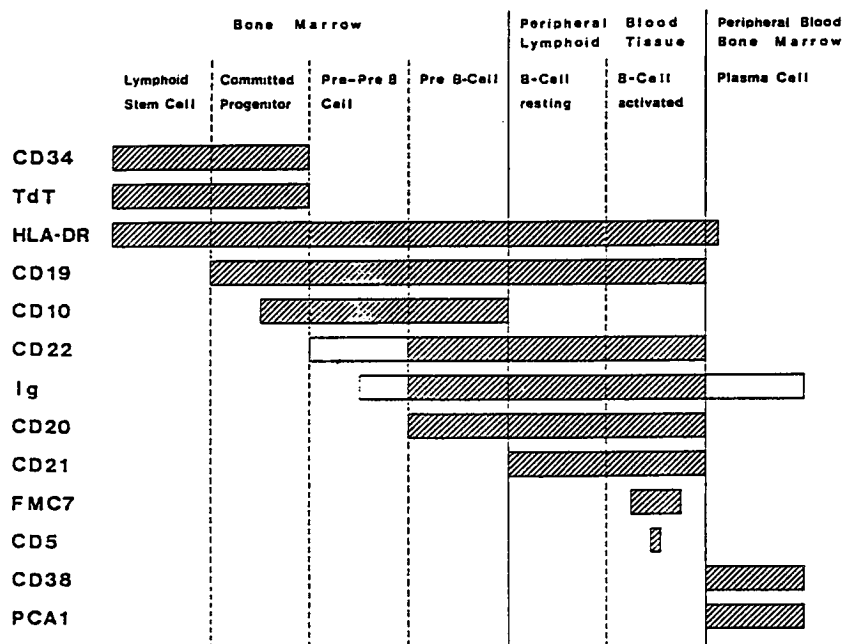 Bone Marrow
Peripheral Blood
Lymphoid Tissue
Peripheral Blood
Bone Marrow
Lymphoid
Stem Cell
Committed
Progenitor
Pre-Pre B
Cell
Pre B-Cell
B-Cell
resting
B-Cell
activated
Plasma Cell
CD34
TdT
HLA-DR
CD19
CD10
CD22
Ig
CD20
CD21
FMC7
CD5
CD38
PCA1